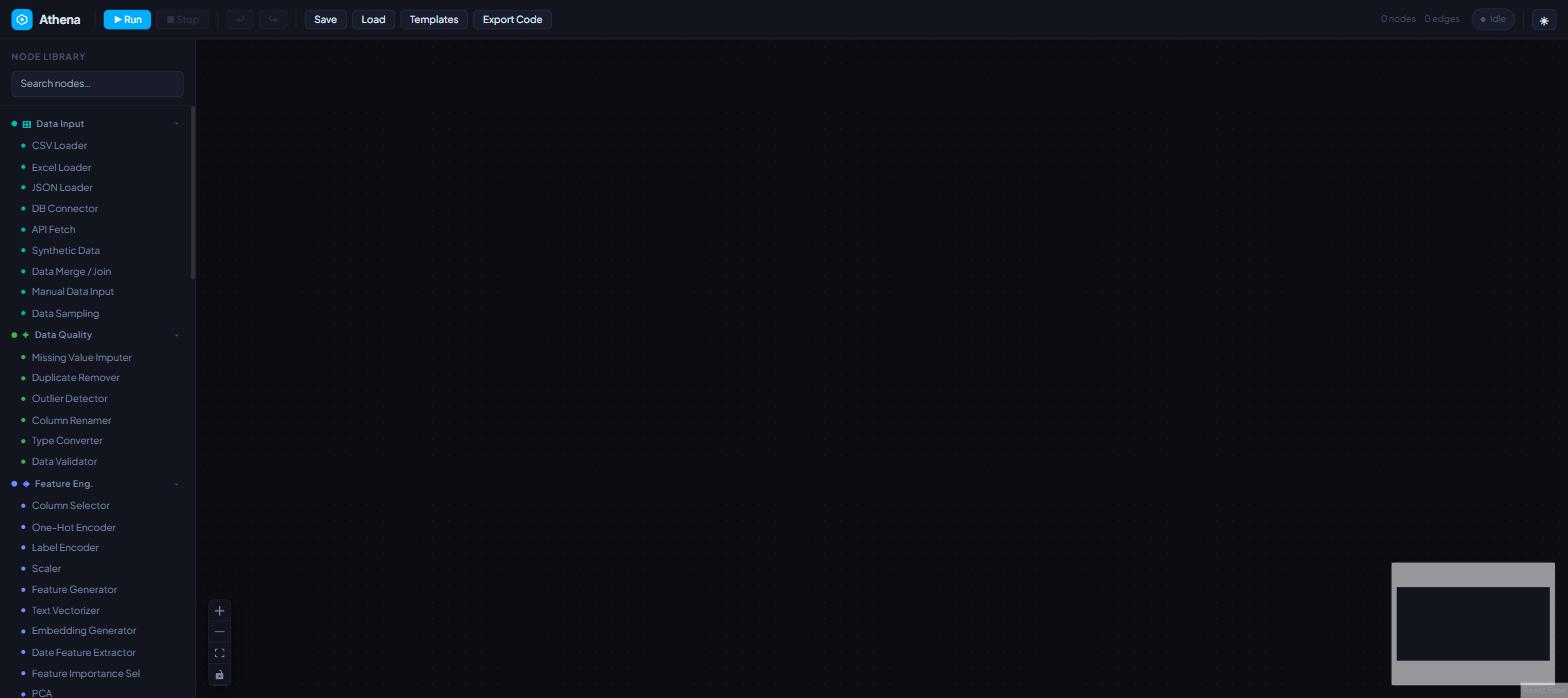 Athena
Run
Stop
Save
Load
Templates
Export Code
0 nodes 0 edges
Idle
NODE LIBRARY
Search nodes...
Data Input
CSV Loader
Excel Loader
JSON Loader
DB Connector
API Fetch
Synthetic Data
Data Merge / Join
Manual Data Input
Data Sampling
Data Quality
Missing Value Imputer
Duplicate Remover
Outlier Detector
Column Renamer
Type Converter
Data Validator
Feature Eng.
Column Selector
One-Hot Encoder
Label Encoder
Scaler
Feature Generator
Text Vectorizer
Embedding Generator
Date Feature Extractor
Feature Importance Sel
PCA
React Flow